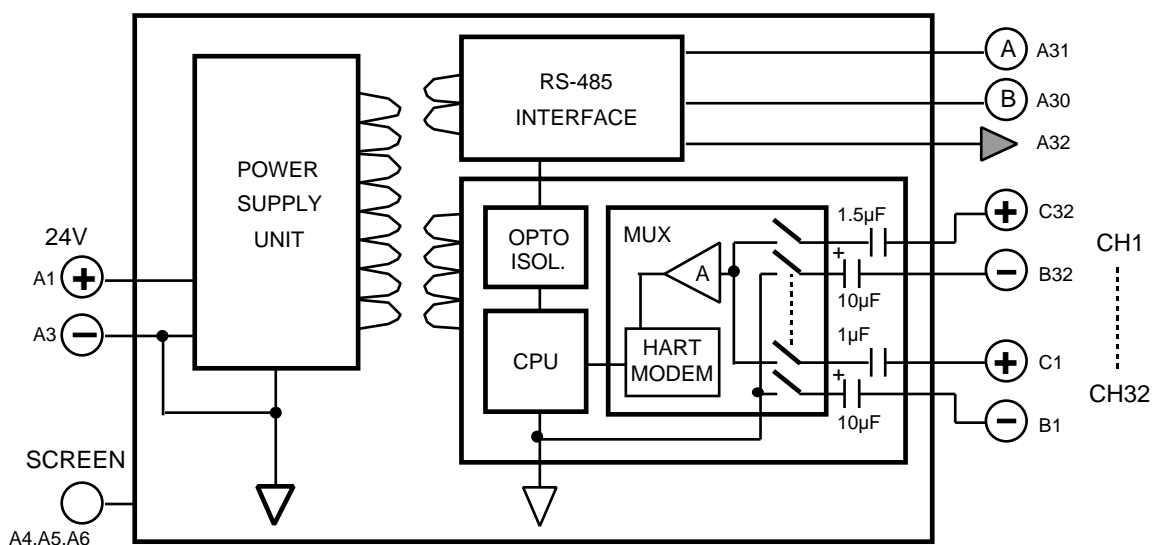 A
A31
RS-485
INTERFACE
B
A30
A32
POWER
SUPPLY
UNIT
24V
A1
+
A3
−
OPTO
ISOL.
CPU
MUX
A
HART
MODEM
1.5µF
+
10µF
1µF
+
10µF
+
C32
−
B32
+
C1
−
B1
CH1
CH32
SCREEN
A4,A5,A6